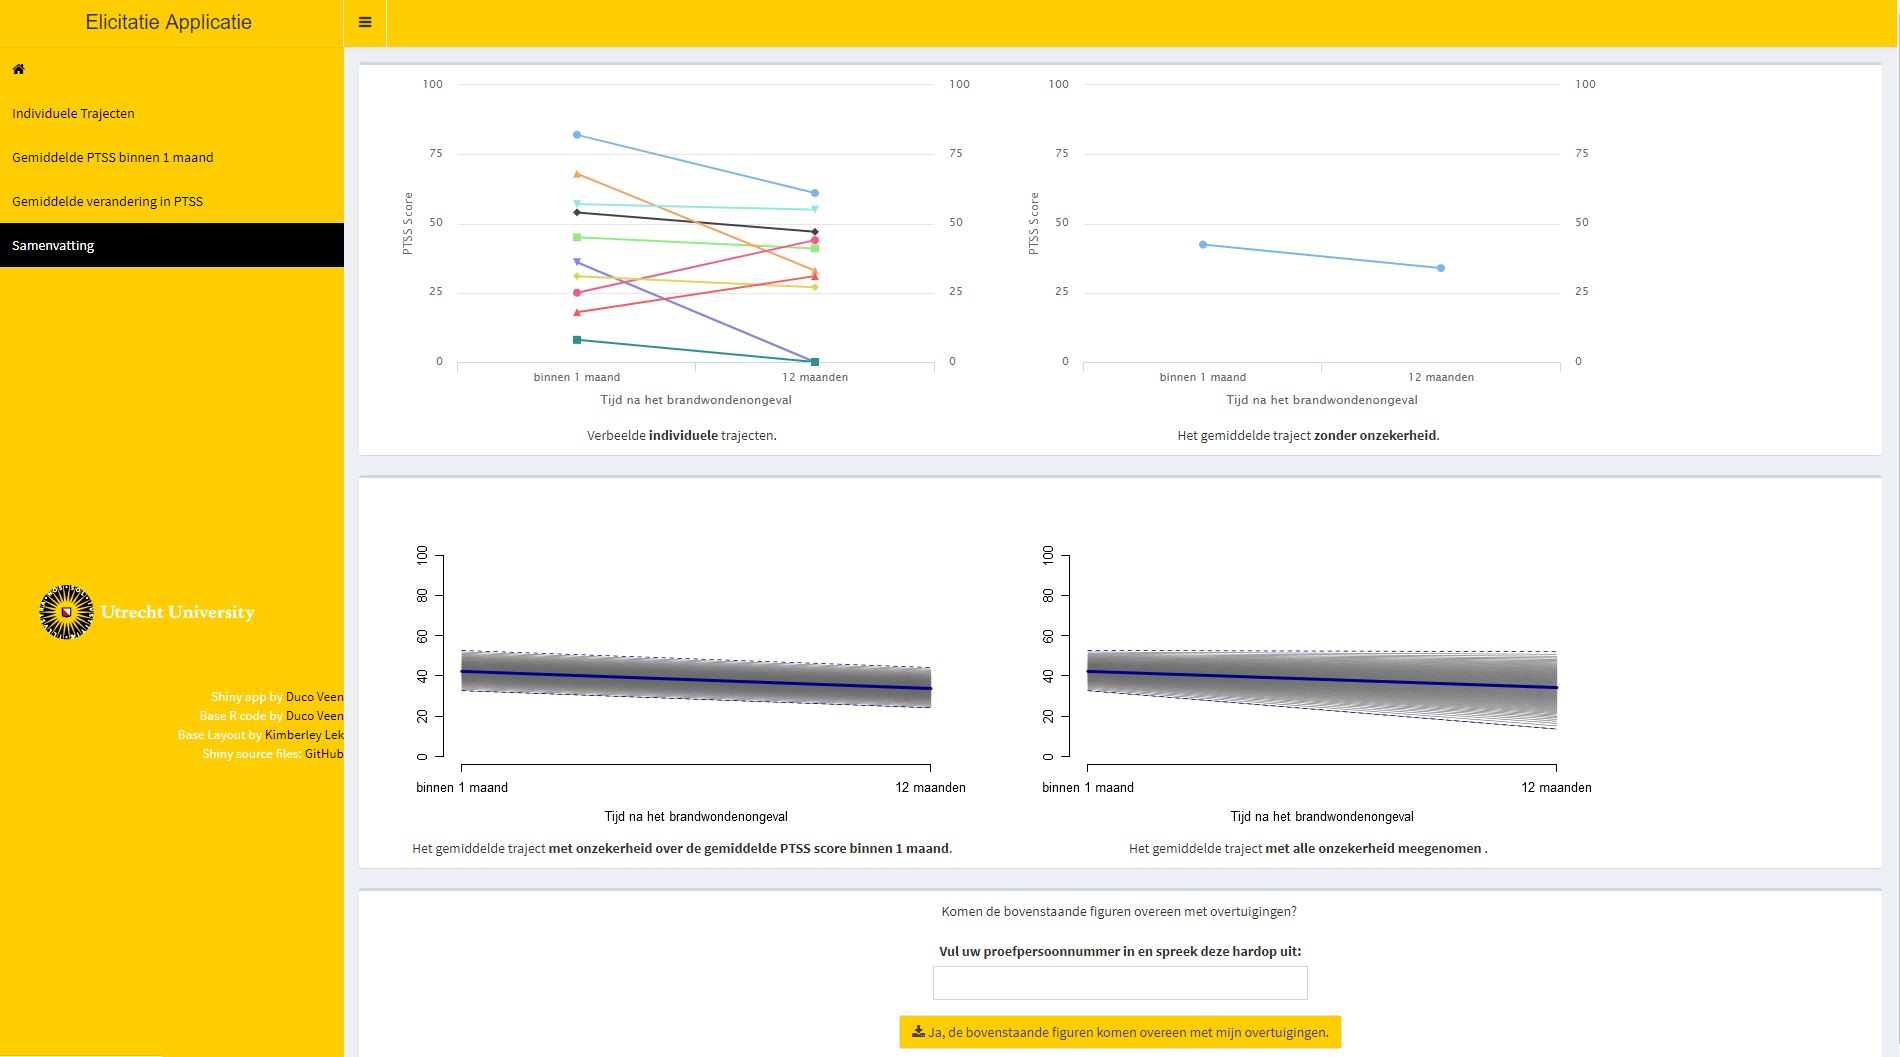 Elicitatie Applicatie
Individuele Trajecten
Gemiddelde PTSS binnen 1 maand
Gemiddelde verandering in PTSS
Samenvatting
Utrecht University
Shiny app by Duco Veen
Base R code by Duco Veen
Base Layout by Kimberley Lek
Shiny source files: GitHub
100
75
50
25
0
PTSS Score
100
75
50
25
0
binnen 1 maand 12 maanden
Tijd na het brandwondenongeval
Verbeelde individuele trajecten.
100
75
50
25
0
PTSS Score
100
75
50
25
0
binnen 1 maand 12 maanden
Tijd na het brandwondenongeval
Het gemiddelde traject zonder onzekerheid.
100
80
60
40
20
0
binnen 1 maand 12 maanden
Tijd na het brandwondenongeval
Het gemiddelde traject met onzekerheid over de gemiddelde PTSS score binnen 1 maand.
100
80
60
40
20
0
binnen 1 maand 12 maanden
Tijd na het brandwondenongeval
Het gemiddelde traject met alle onzekerheid meegenomen .
Komen de bovenstaande figuren overeen met overtuigingen?
Vul uw proefpersoonnummer in en spreek deze hardop uit:
Ja, de bovenstaande figuren komen overeen met mijn overtuigingen.